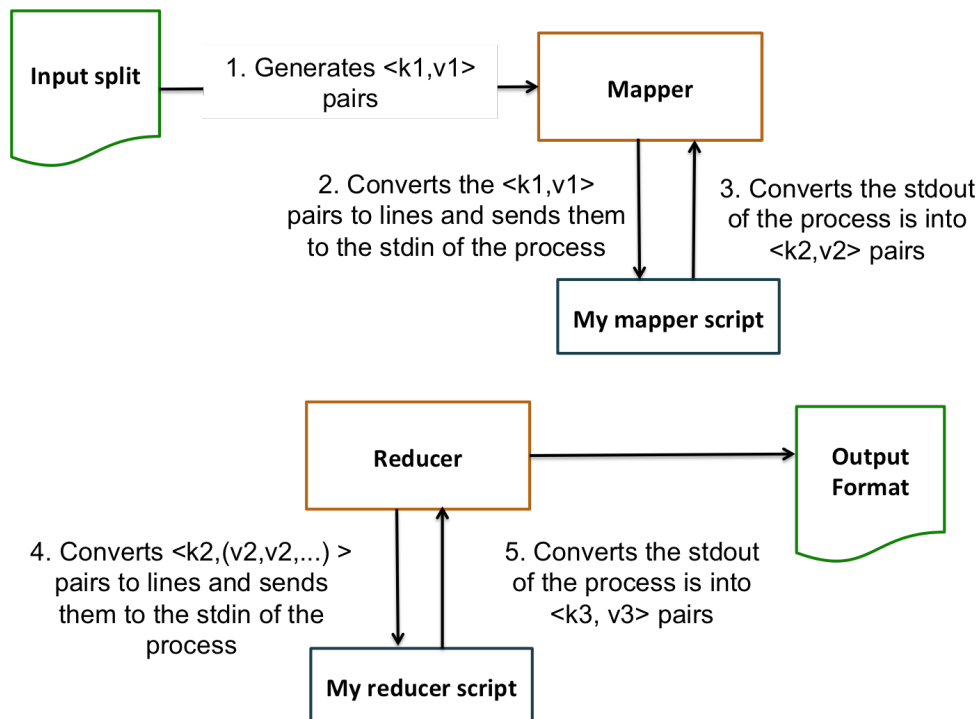 Input split
1. Generates <k1,v1>
pairs
Mapper
2. Converts the <k1,v1>
pairs to lines and sends them
to the stdin of the process
3. Converts the stdout
of the process is into
<k2,v2> pairs
My mapper script
Reducer
Output
Format
4. Converts <k2,(v2,v2,...) >
pairs to lines and sends
them to the stdin of the
process
5. Converts the stdout
of the process is into
<k3, v3> pairs
My reducer script